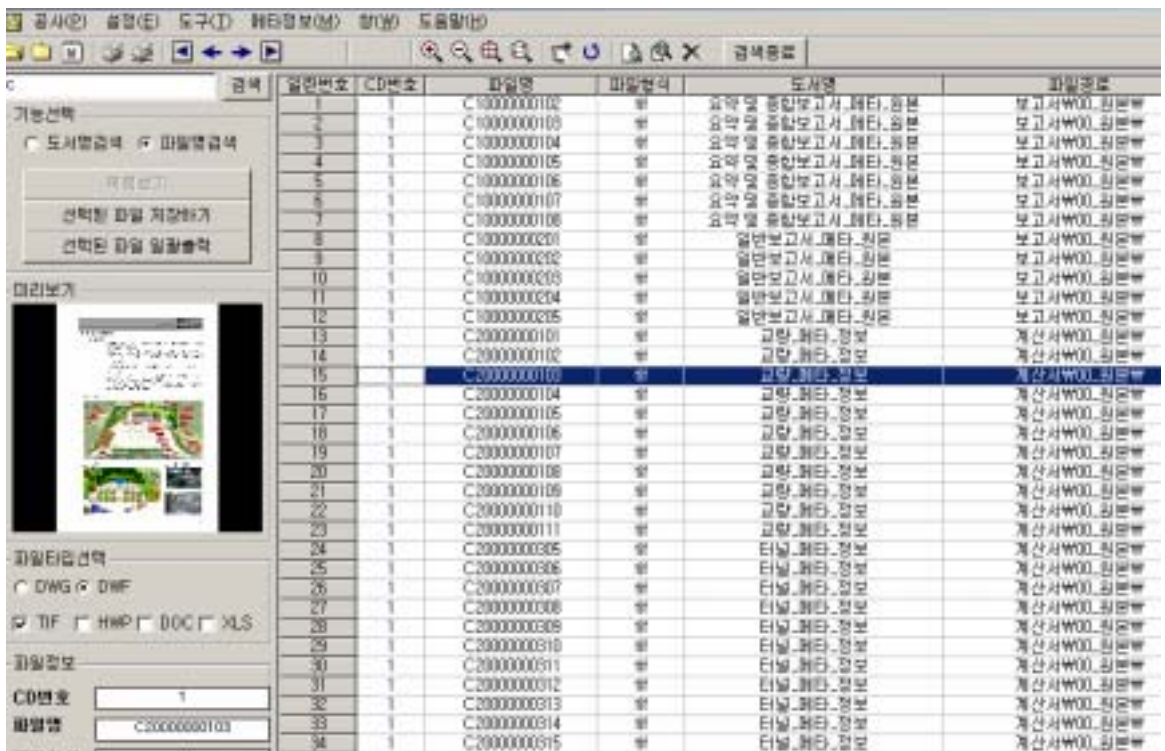 공사(P) 설정(E) 도구(T) 메타정보(M) 창(W) 도움말(H)
검색종료
c 검색
기능선택
도서명검색 파일명검색
목록보기
선택된 파일 저장하기
선택된 파일 일괄출력
미리보기
파일타입선택
DWG DWF
TIF HWP DOC XLS
파일정보
CD번호 1
파일명 C20000000103
일련번호 CD번호 파일명 파일형식 도서명 파일경로
1 1 C10000000102 요약 및 종합보고서_메타_원본 보고서₩00_원본₩
2 1 C10000000103 요약 및 종합보고서_메타_원본 보고서₩00_원본₩
3 1 C10000000104 요약 및 종합보고서_메타_원본 보고서₩00_원본₩
4 1 C10000000105 요약 및 종합보고서_메타_원본 보고서₩00_원본₩
5 1 C10000000106 요약 및 종합보고서_메타_원본 보고서₩00_원본₩
6 1 C10000000107 요약 및 종합보고서_메타_원본 보고서₩00_원본₩
7 1 C10000000108 요약 및 종합보고서_메타_원본 보고서₩00_원본₩
8 1 C10000000201 일반보고서_메타_원본 보고서₩00_원본₩
9 1 C10000000202 일반보고서_메타_원본 보고서₩00_원본₩
10 1 C10000000203 일반보고서_메타_원본 보고서₩00_원본₩
11 1 C10000000204 일반보고서_메타_원본 보고서₩00_원본₩
12 1 C10000000205 일반보고서_메타_원본 보고서₩00_원본₩
13 1 C20000000101 교량_메타_정보 계산서₩00_원본₩
14 1 C20000000102 교량_메타_정보 계산서₩00_원본₩
15 1 C20000000103 교량_메타_정보 계산서₩00_원본₩
16 1 C20000000104 교량_메타_정보 계산서₩00_원본₩
17 1 C20000000105 교량_메타_정보 계산서₩00_원본₩
18 1 C20000000106 교량_메타_정보 계산서₩00_원본₩
19 1 C20000000107 교량_메타_정보 계산서₩00_원본₩
20 1 C20000000108 교량_메타_정보 계산서₩00_원본₩
21 1 C20000000109 교량_메타_정보 계산서₩00_원본₩
22 1 C20000000110 교량_메타_정보 계산서₩00_원본₩
23 1 C20000000111 교량_메타_정보 계산서₩00_원본₩
24 1 C20000000305 터널_메타_정보 계산서₩00_원본₩
25 1 C20000000306 터널_메타_정보 계산서₩00_원본₩
26 1 C20000000307 터널_메타_정보 계산서₩00_원본₩
27 1 C20000000308 터널_메타_정보 계산서₩00_원본₩
28 1 C20000000309 터널_메타_정보 계산서₩00_원본₩
29 1 C20000000310 터널_메타_정보 계산서₩00_원본₩
30 1 C20000000311 터널_메타_정보 계산서₩00_원본₩
31 1 C20000000312 터널_메타_정보 계산서₩00_원본₩
32 1 C20000000313 터널_메타_정보 계산서₩00_원본₩
33 1 C20000000314 터널_메타_정보 계산서₩00_원본₩
34 1 C20000000315 터널_메타_정보 계산서₩00_원본₩